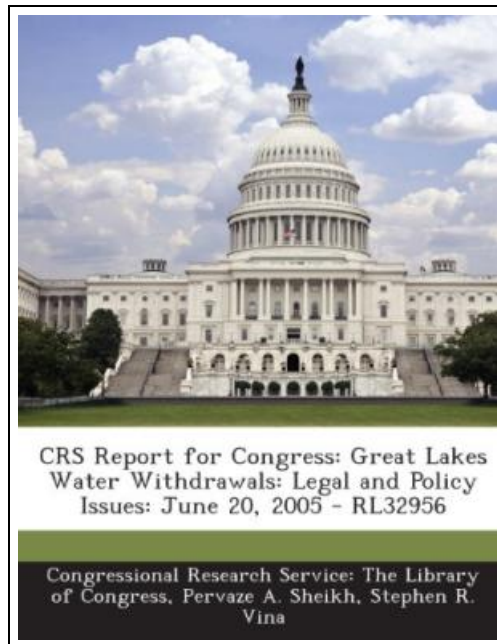 CRS Report for Congress: Great Lakes
Water Withdrawals: Legal and Policy
Issues: June 20, 2005 - RL32956
Congressional Research Service: The Library
of Congress, Pervaze A. Sheikh, Stephen R.
Vina